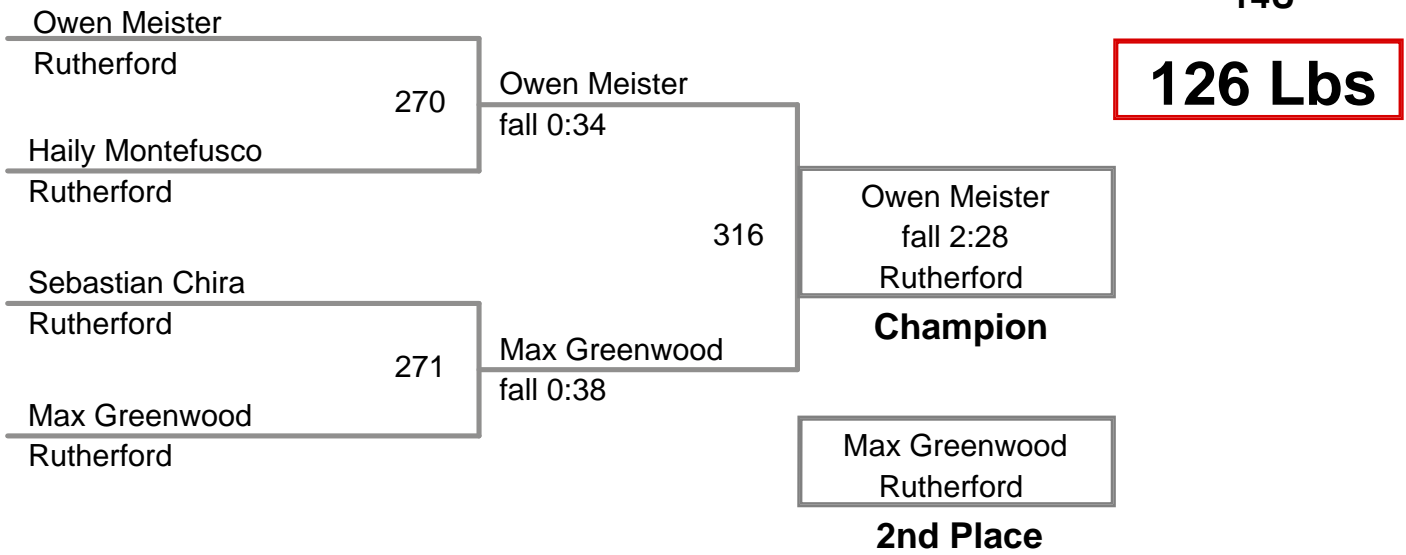 Owen Meister
Rutherford
270
Haily Montefusco
Rutherford
Sebastian Chira
Rutherford
271
Max Greenwood
Rutherford
Owen Meister
fall 0:34
316
Max Greenwood
fall 0:38
Owen Meister
fall 2:28
Rutherford
Champion
Max Greenwood
Rutherford
2nd Place
126 Lbs